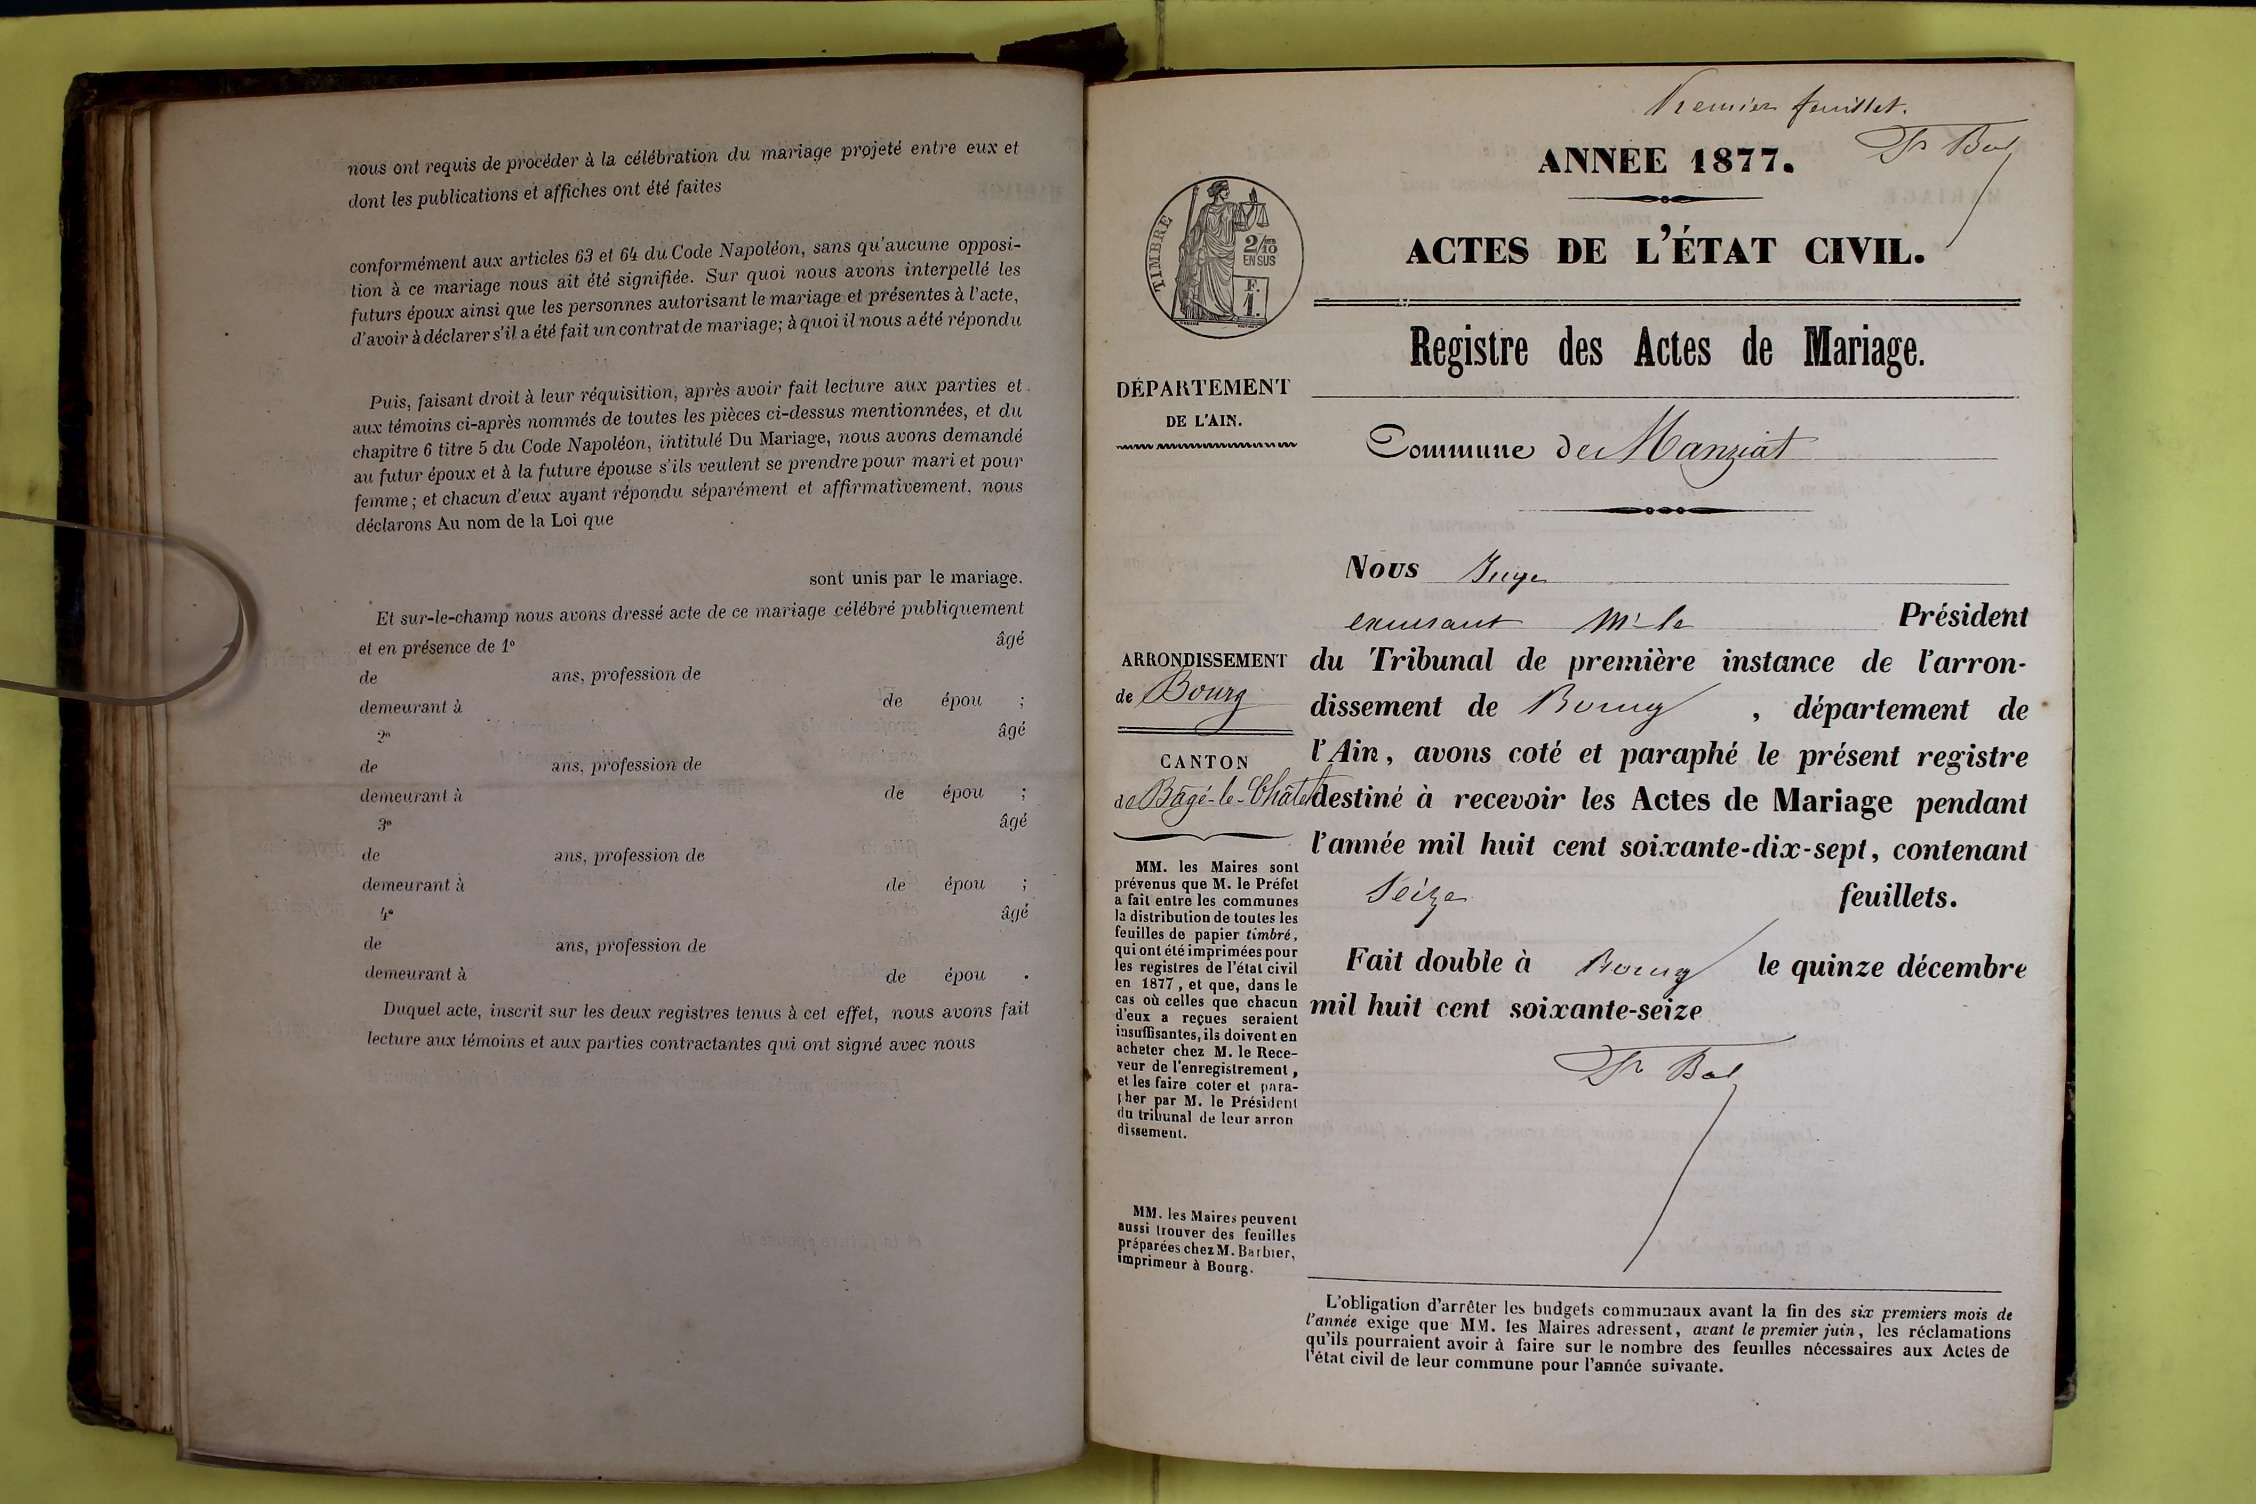 nous ont requis de procéder à la célébration du mariage projeté entre eux et
dont les publications et affiches ont été faites
conformément aux articles 63 et 64 du Code Napoléon, sans qu'aucune opposi-
tion à ce mariage nous ait été signifiée. Sur quoi nous avons interpellé les
futurs époux ainsi que les personnes autorisant le mariage et présentes à l'acte,
d'avoir à déclarer s'il a été fait un contrat de mariage; à quoi il nous a été répondu
Puis, faisant droit à leur réquisition, après avoir fait lecture aux parties et
aux témoins ci-après nommés de toutes les pièces ci-dessus mentionnées, et du
chapitre 6 titre 5 du Code Napoléon, intitulé Du Mariage, nous avons demandé
au futur époux et à la future épouse s'ils veulent se prendre pour mari et pour
femme; et chacun d'eux ayant répondu séparément et affirmativement, nous
déclarons Au nom de la Loi que
sont unis par le mariage.
Et sur-le-champ nous avons dressé acte de ce mariage célébré publiquement
et en présence de 1º âgé
de ans, profession de
demeurant à de épou ;
2º âgé
de ans, profession de
demeurant à de épou ;
3º âgé
de ans, profession de
demeurant à de épou ;
4º âgé
de ans, profession de
demeurant à de épou .
Duquel acte, inscrit sur les deux registres tenus à cet effet, nous avons fait
lecture aux témoins et aux parties contractantes qui ont signé avec nous
Premier feuillet.
ANNÉE 1877.
ACTES DE L'ÉTAT CIVIL.
TIMBRE
2/10
EN SUS
F.
1.
Registre des Actes de Mariage.
DÉPARTEMENT
DE L'AIN.
Commune de Manziat
Nous Juge
excusant Mr le Président
du Tribunal de première instance de l'arron-
dissement de Bourg, département de
l'Ain, avons coté et paraphé le présent registre
destiné à recevoir les Actes de Mariage pendant
l'année mil huit cent soixante-dix-sept, contenant
Seize feuillets.
Fait double à Bourg le quinze décembre
mil huit cent soixante-seize
ARRONDISSEMENT
de Bourg
CANTON
de Bâgé-le-Châtel
MM. les Maires sont
prévenus que M. le Préfet
a fait entre les communes
la distribution de toutes les
feuilles de papier timbré,
qui ont été imprimées pour
les registres de l'état civil
en 1877, et que, dans le
cas où celles que chacun
d'eux a reçues seraient
insuffisantes, ils doivent en
acheter chez M. le Rece-
veur de l'enregistrement,
et les faire coter et para-
pher par M. le Président
du tribunal de leur arron
dissement.
MM. les Maires peuvent
aussi trouver des feuilles
préparées chez M. Barbier,
imprimeur à Bourg.
L'obligation d'arrêter les budgets communaux avant la fin des six premiers mois de
l'année exige que MM. les Maires adressent, avant le premier juin, les réclamations
qu'ils pourraient avoir à faire sur le nombre des feuilles nécessaires aux Actes de
l'état civil de leur commune pour l'année suivante.